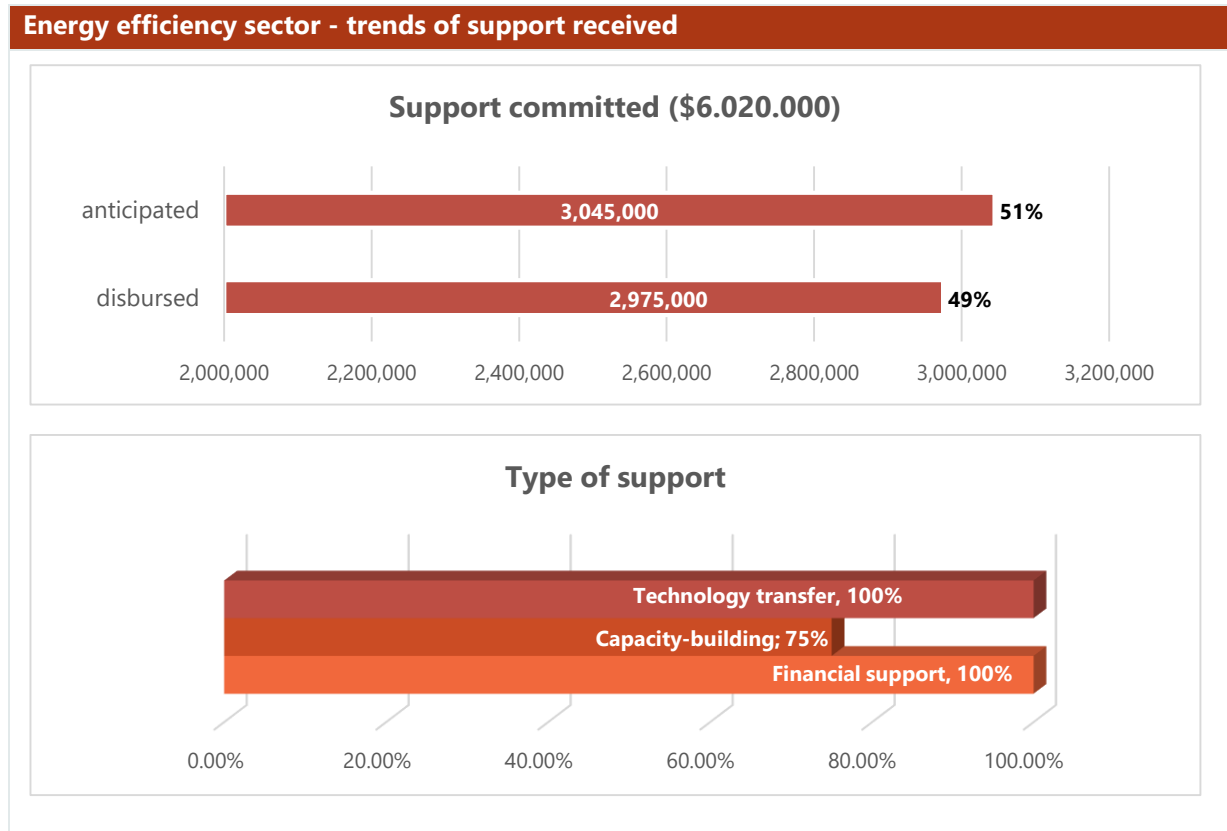 Energy efficiency sector - trends of support received
Support committed ($6.020.000)
anticipated 3,045,000 51%
disbursed 2,975,000 49%
2,000,000 2,200,000 2,400,000 2,600,000 2,800,000 3,000,000 3,200,000
Type of support
Technology transfer, 100%
Capacity-building; 75%
Financial support, 100%
0.00% 20.00% 40.00% 60.00% 80.00% 100.00%